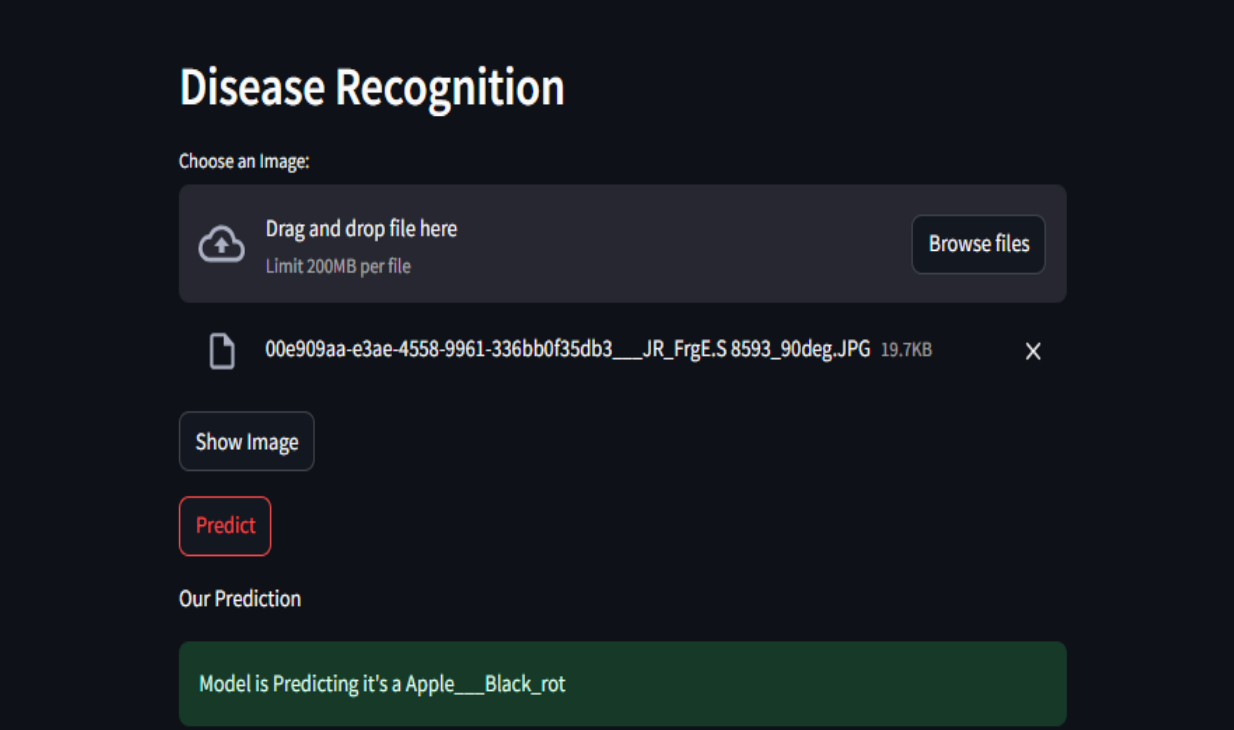 Disease Recognition
Choose an Image:
Drag and drop file here
Limit 200MB per file
Browse files
00e909aa-e3ae-4558-9961-336bb0f35db3___JR_FrgE.S 8593_90deg.JPG 19.7KB
Show Image
Predict
Our Prediction
Model is Predicting it's a Apple___Black_rot